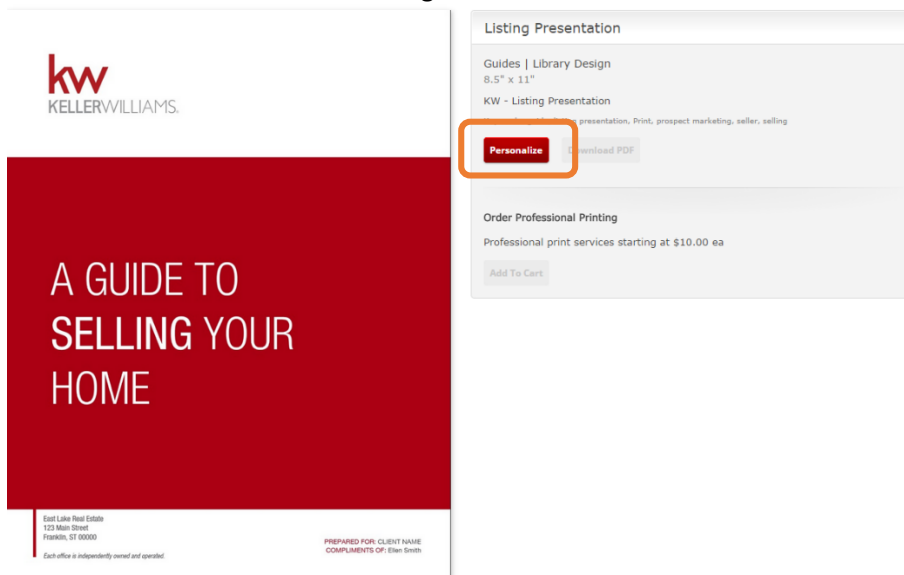 kw
KELLERWILLIAMS.
A GUIDE TO
SELLING YOUR
HOME
East Lake Real Estate
123 Main Street
Franklin, ST 00000
Each office is independently owned and operated.
PREPARED FOR: CLIENT NAME
COMPLIMENTS OF: Ellen Smith
Listing Presentation
Guides | Library Design
8.5" x 11"
KW - Listing Presentation
presentation, Print, prospect marketing, seller, selling
Personalize
Download PDF
Order Professional Printing
Professional print services starting at $10.00 ea
Add To Cart